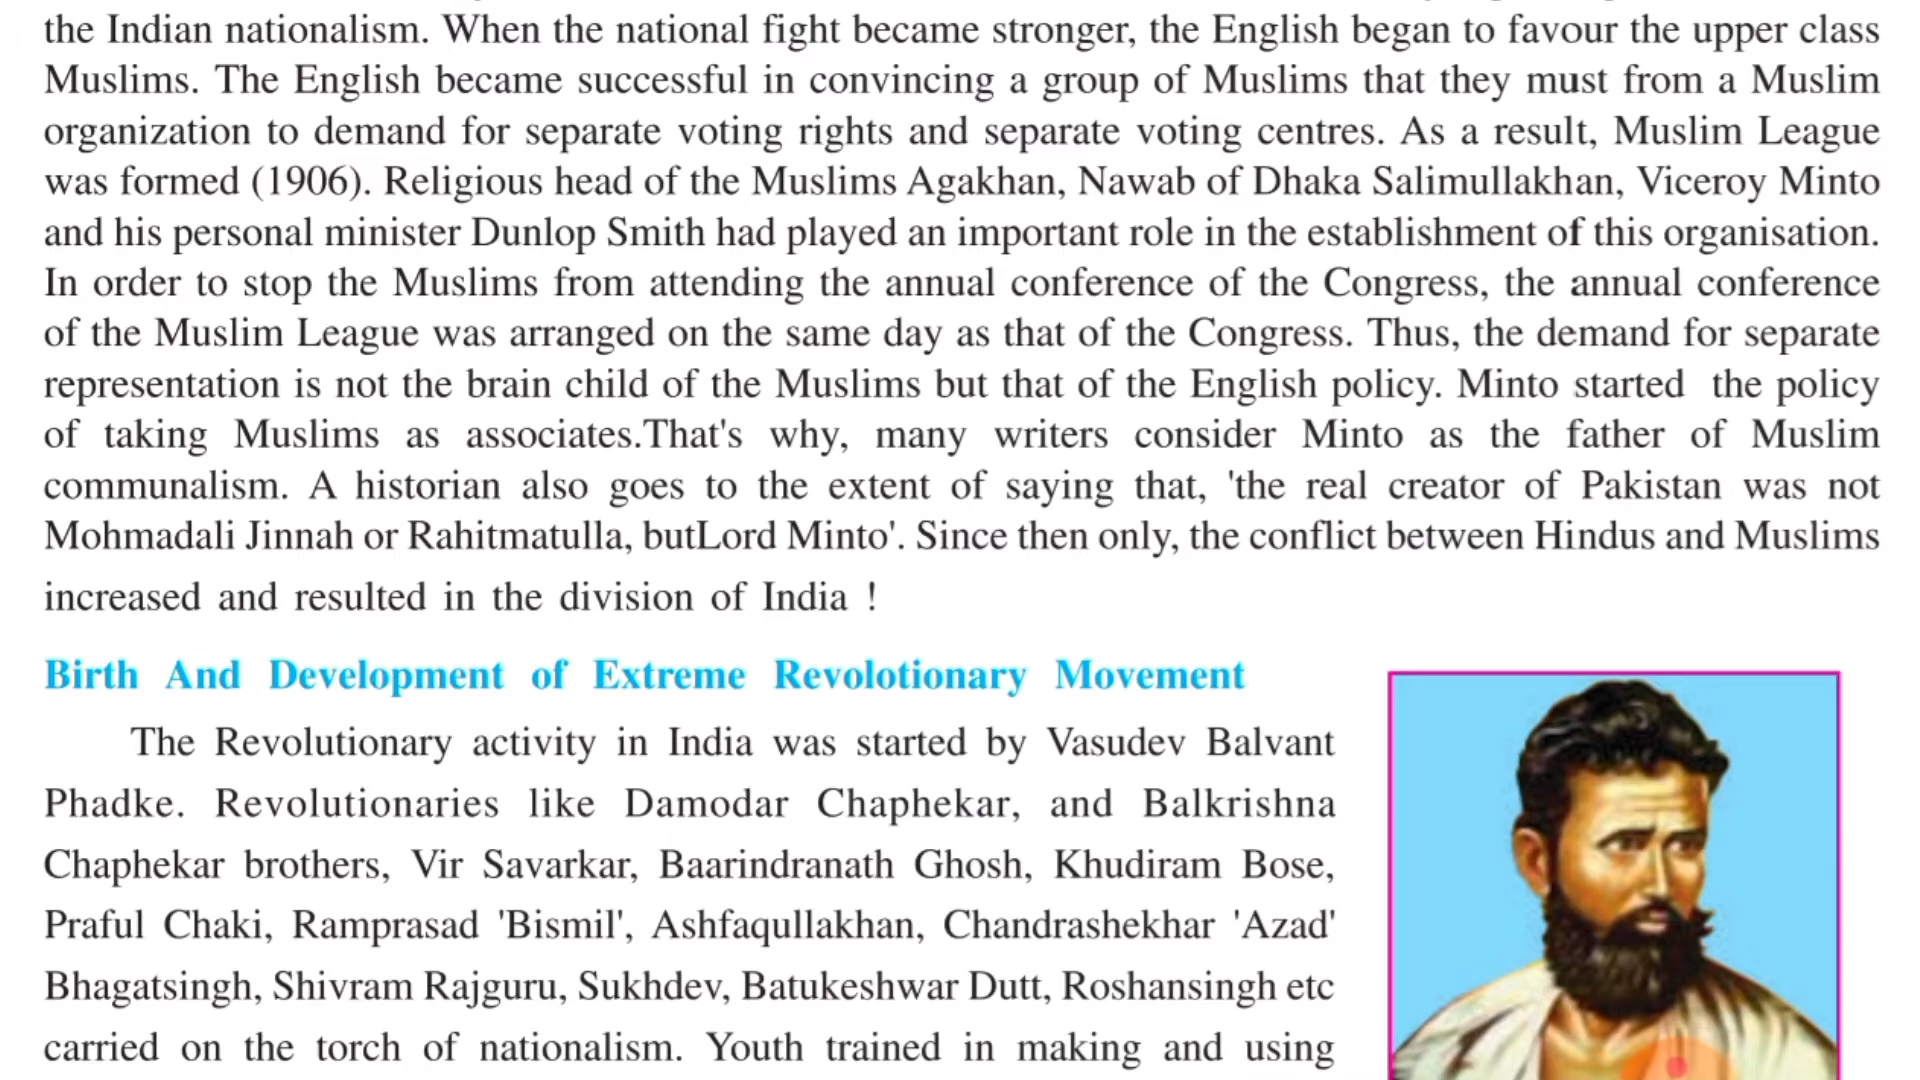 the Indian nationalism. When the national fight became stronger, the English began to favour the upper class
Muslims. The English became successful in convincing a group of Muslims that they must from a Muslim
organization to demand for separate voting rights and separate voting centres. As a result, Muslim League
was formed (1906). Religious head of the Muslims Agakhan, Nawab of Dhaka Salimullakhan, Viceroy Minto
and his personal minister Dunlop Smith had played an important role in the establishment of this organisation.
In order to stop the Muslims from attending the annual conference of the Congress, the annual conference
of the Muslim League was arranged on the same day as that of the Congress. Thus, the demand for separate
representation is not the brain child of the Muslims but that of the English policy. Minto started the policy
of taking Muslims as associates.That's why, many writers consider Minto as the father of Muslim
communalism. A historian also goes to the extent of saying that, 'the real creator of Pakistan was not
Mohmadali Jinnah or Rahitmatulla, butLord Minto'. Since then only, the conflict between Hindus and Muslims
increased and resulted in the division of India !
Birth And Development of Extreme Revolotionary Movement
The Revolutionary activity in India was started by Vasudev Balvant
Phadke. Revolutionaries like Damodar Chaphekar, and Balkrishna
Chaphekar brothers, Vir Savarkar, Baarindranath Ghosh, Khudiram Bose,
Praful Chaki, Ramprasad 'Bismil', Ashfaqullakhan, Chandrashekhar 'Azad'
Bhagatsingh, Shivram Rajguru, Sukhdev, Batukeshwar Dutt, Roshansingh etc
carried on the torch of nationalism. Youth trained in making and using